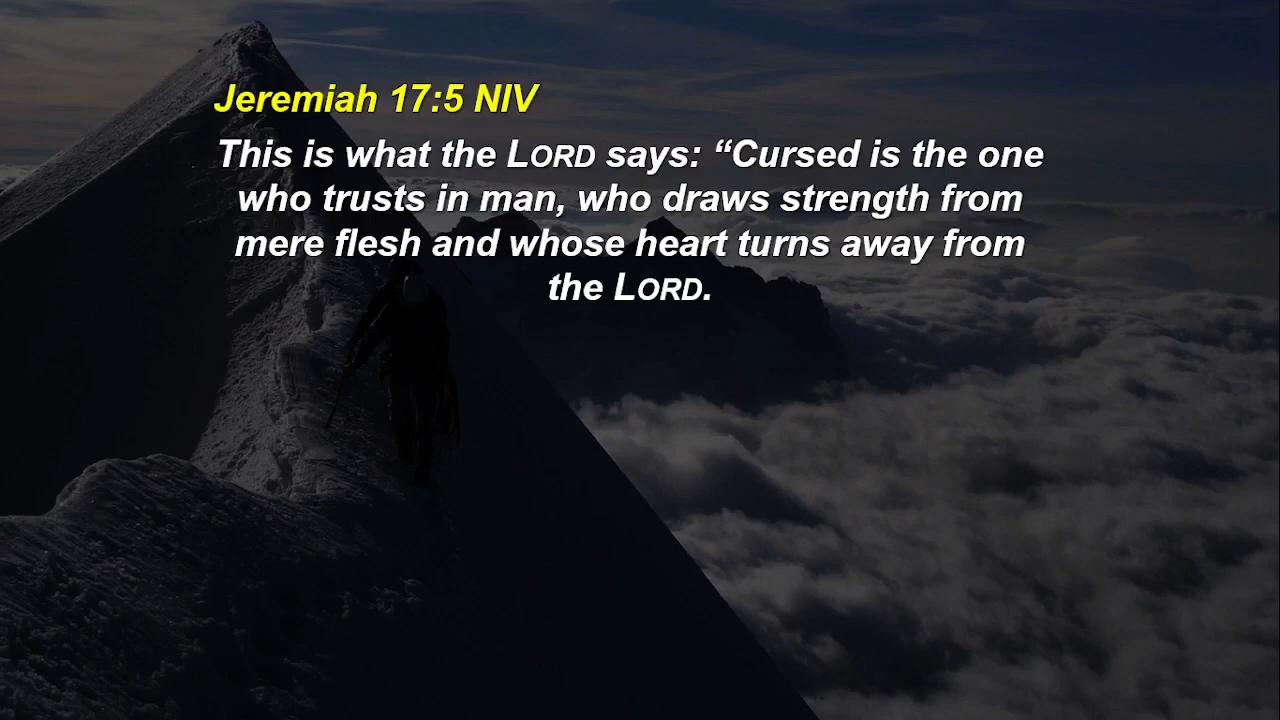 Jeremiah 17:5 NIV
This is what the LORD says: “Cursed is the one
who trusts in man, who draws strength from
mere flesh and whose heart turns away from
the LORD.